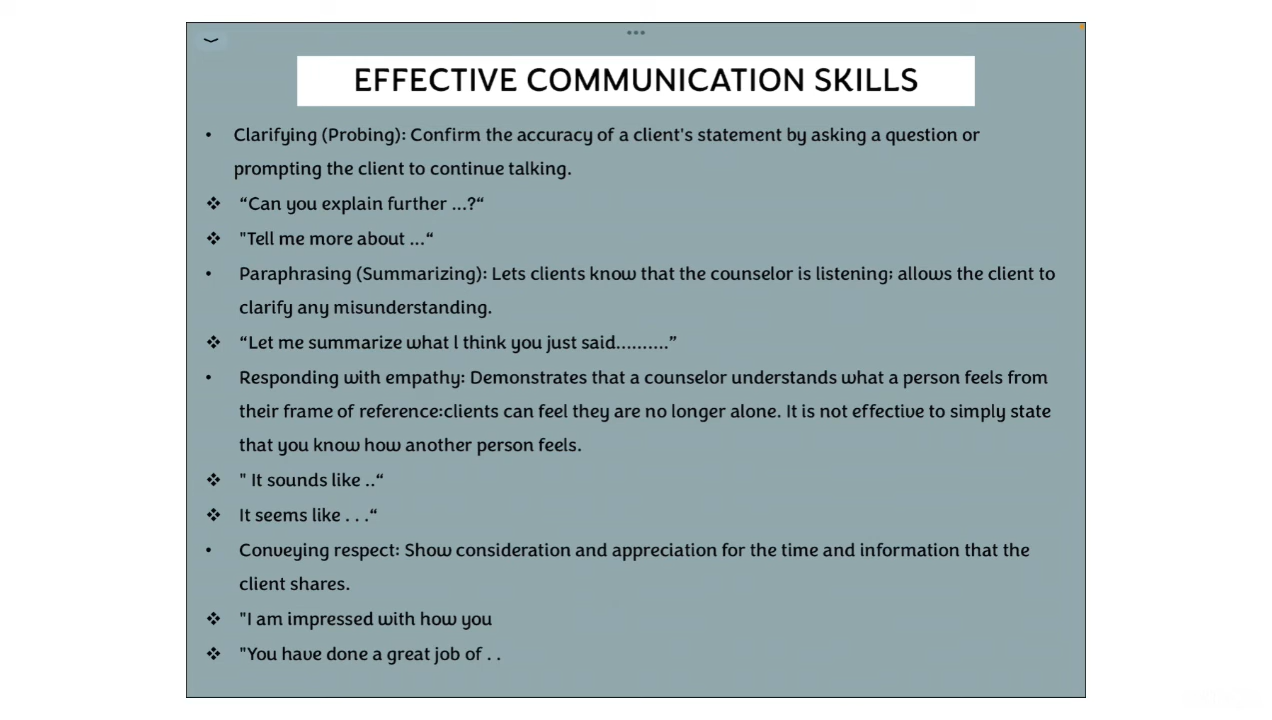 EFFECTIVE COMMUNICATION SKILLS
• Clarifying (Probing): Confirm the accuracy of a client's statement by asking a question or
prompting the client to continue talking.
❖ “Can you explain further ...?“
❖ "Tell me more about ...“
• Paraphrasing (Summarizing): Lets clients know that the counselor is listening; allows the client to
clarify any misunderstanding.
❖ “Let me summarize what l think you just said..........”
• Responding with empathy: Demonstrates that a counselor understands what a person feels from
their frame of reference:clients can feel they are no longer alone. It is not effective to simply state
that you know how another person feels.
❖ " It sounds like ..“
❖ It seems like . . .“
• Conveying respect: Show consideration and appreciation for the time and information that the
client shares.
❖ "I am impressed with how you
❖ "You have done a great job of . .